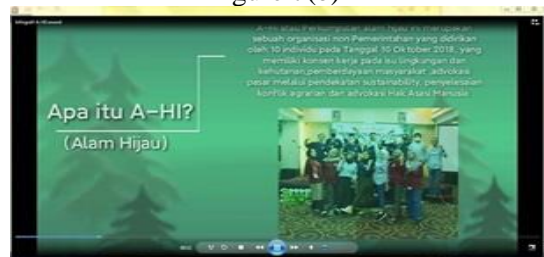 A-HI atau Perkumpulan alam hijau ini merupakan
sebuah organisasi non Pemerintahan yang didirikan
oleh 10 individu pada Tanggal 10 Oktober 2018, yang
memiliki konsen kerja pada isu lingkungan dan
kehutanan,pemberdayaan masyarakat ,advokasi
pasar melalui pendekatan sustainability, penyelesaian
konflik agrarian dan advokasi Hak Asasi Manusia
Apa itu A-HI?
(Alam Hijau)